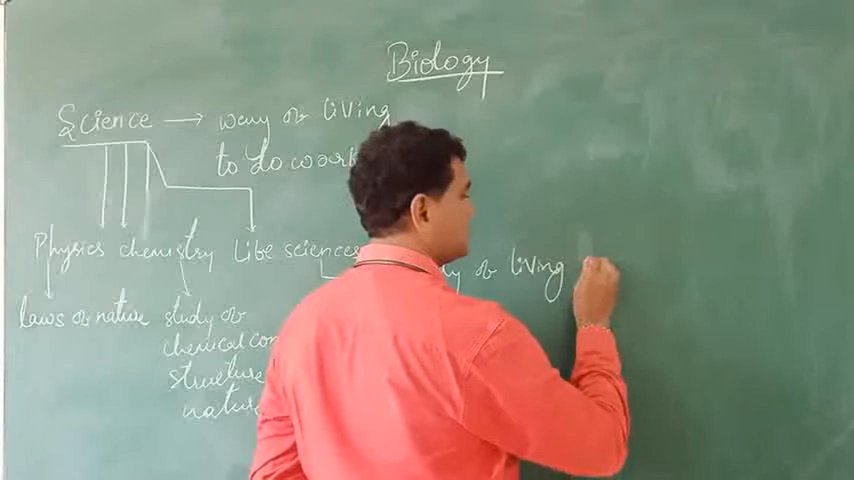 Biology
Science → way of living
to do work
Physics chemistry Life sciences
of living
laws of nature study of
chemical
structure
nature